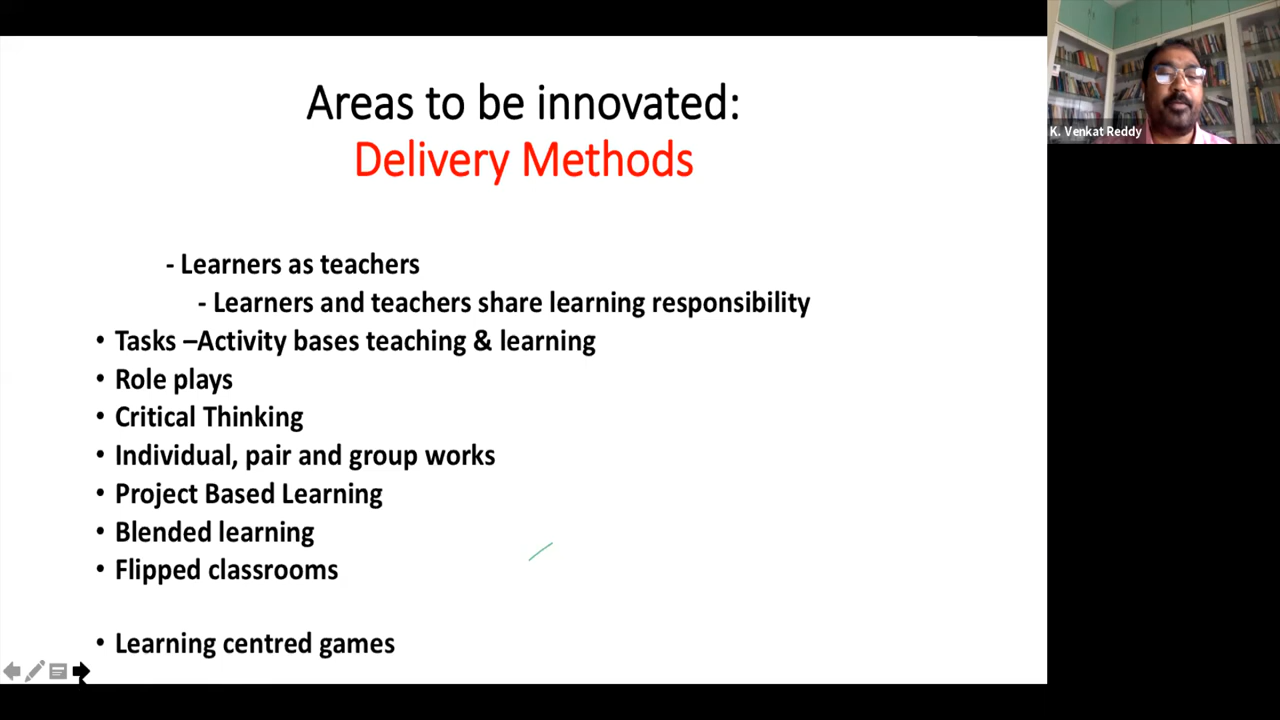 Areas to be innovated:
Delivery Methods
- Learners as teachers
- Learners and teachers share learning responsibility
• Tasks –Activity bases teaching & learning
• Role plays
• Critical Thinking
• Individual, pair and group works
• Project Based Learning
• Blended learning
• Flipped classrooms
• Learning centred games
K. Venkat Reddy